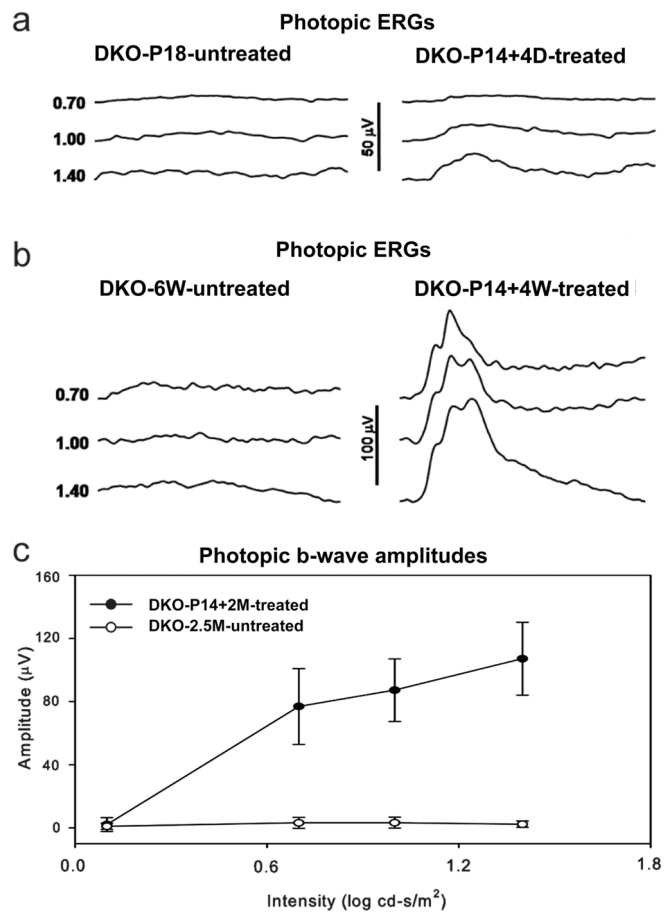 a
Photopic ERGs
DKO-P18-untreated
DKO-P14+4D-treated
0.70
1.00
1.40
50 µV
b
Photopic ERGs
DKO-6W-untreated
DKO-P14+4W-treated
0.70
1.00
1.40
100 µV
c
Photopic b-wave amplitudes
160
120
80
40
0
Amplitude (µV)
DKO-P14+2M-treated
DKO-2.5M-untreated
0.0
0.6
1.2
1.8
Intensity (log cd-s/m²)